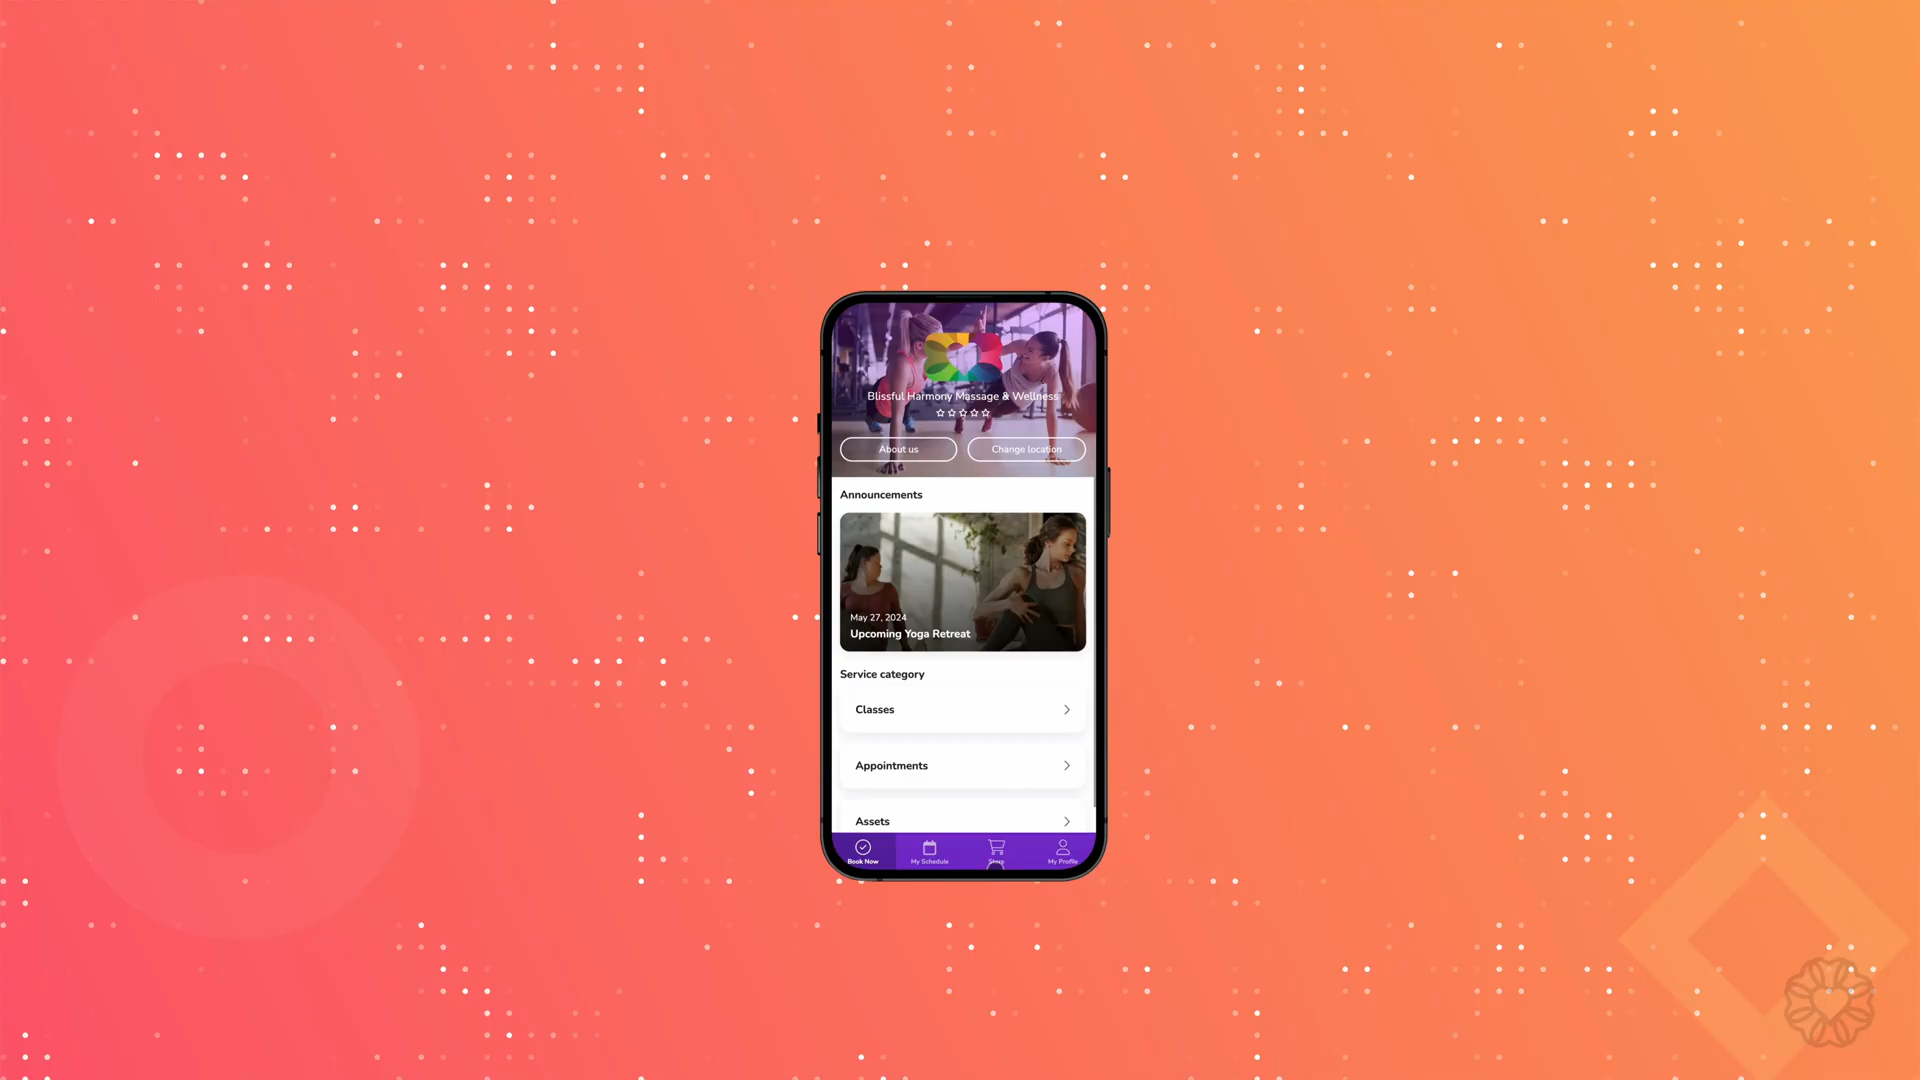 Blissful Harmony Massage & Wellness
About us
Change location
Announcements
May 27, 2024
Upcoming Yoga Retreat
Service category
Classes
Appointments
Assets
Book Now
My Schedule
Store
My Profile